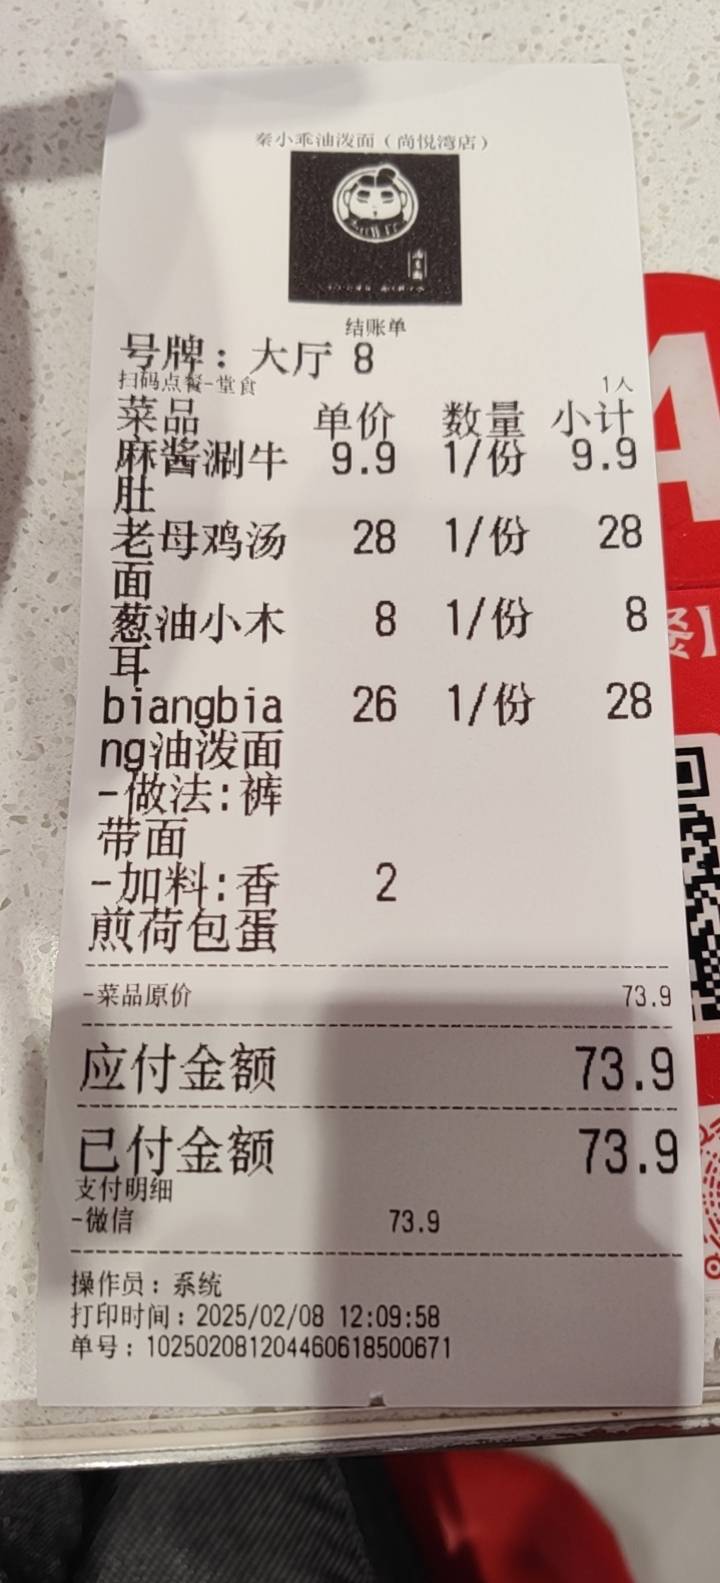 秦小乖油泼面（尚悦湾店）
结账单
号牌：大厅 8
扫码点餐-堂食 1人
菜品 单价 数量 小计
麻酱涮牛 9.9 1/份 9.9
肚
老母鸡汤 28 1/份 28
面
葱油小木 8 1/份 8
耳
biangbia 26 1/份 28
ng油泼面
-做法:裤
带面
-加料:香 2
煎荷包蛋
-菜品原价 73.9
应付金额 73.9
已付金额 73.9
支付明细
-微信 73.9
操作员：系统
打印时间：2025/02/08 12:09:58
单号：102502081204460618500671